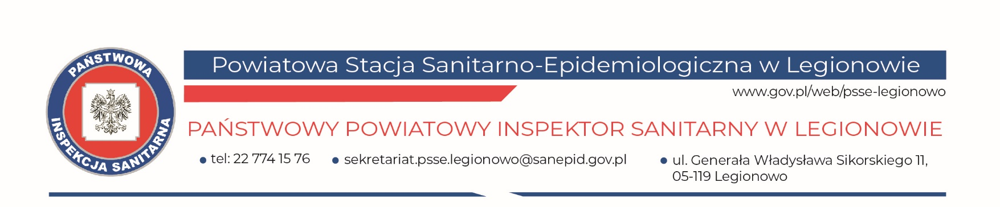 PAŃSTWOWA
INSPEKCJA SANITARNA
Powiatowa Stacja Sanitarno-Epidemiologiczna w Legionowie
www.gov.pl/web/psse-legionowo
PAŃSTWOWY POWIATOWY INSPEKTOR SANITARNY W LEGIONOWIE
tel: 22 774 15 76
sekretariat.psse.legionowo@sanepid.gov.pl
ul. Generała Władysława Sikorskiego 11,
05-119 Legionowo